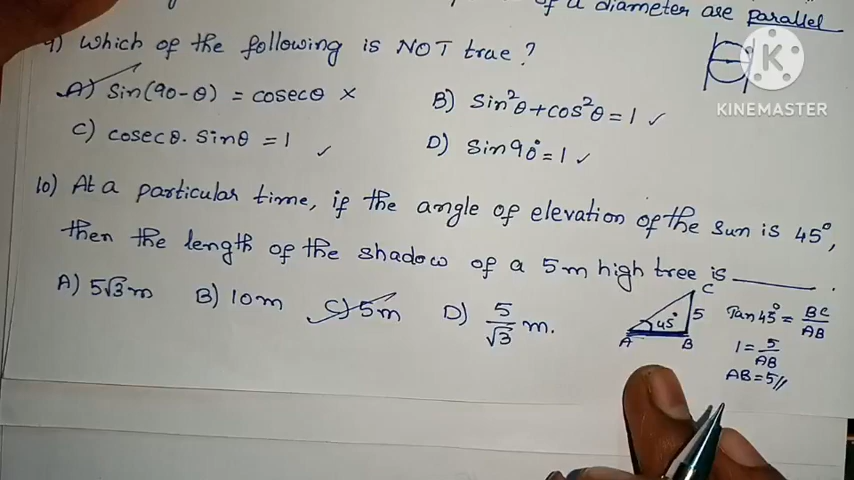 of a diameter are parallel
9) Which of the following is NOT true?
A) sin(90-θ) = cosecθ ×
B) sin²θ+cos²θ=1 ✓
C) cosecθ. sinθ = 1 ✓
D) sin90°=1 ✓
10) At a particular time, if the angle of elevation of the sun is 45°,
then the length of the shadow of a 5m high tree is ______.
A) 5√3m B) 10m C) 5m D) 5/√3 m.
C
5
45°
A B
Tan45° = BC/AB
1 = 5/AB
AB=5//
K
KINEMASTER